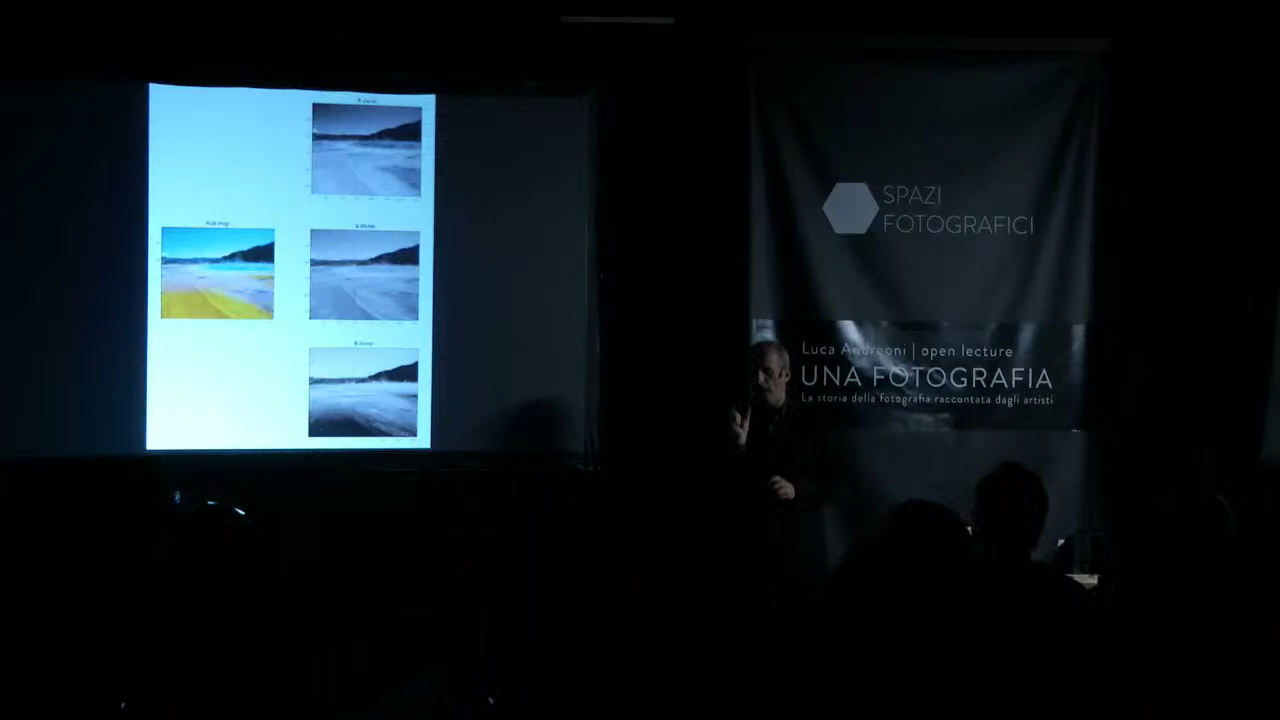 SPAZI
FOTOGRAFICI
Luca Andreoni | open lecture
UNA FOTOGRAFIA
La storia della fotografia raccontata dagli artisti